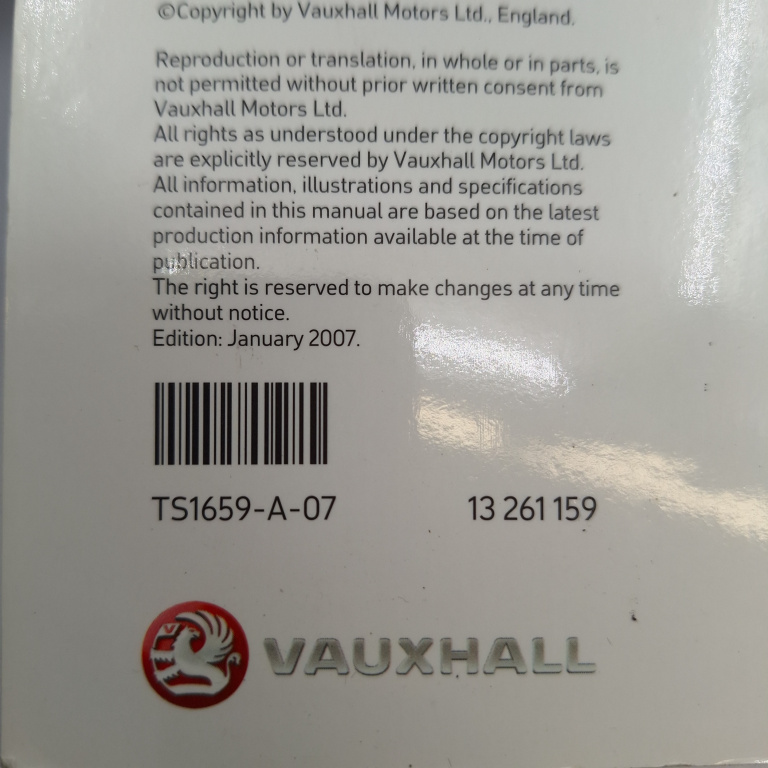 ©Copyright by Vauxhall Motors Ltd., England.
Reproduction or translation, in whole or in parts, is
not permitted without prior written consent from
Vauxhall Motors Ltd.
All rights as understood under the copyright laws
are explicitly reserved by Vauxhall Motors Ltd.
All information, illustrations and specifications
contained in this manual are based on the latest
production information available at the time of
publication.
The right is reserved to make changes at any time
without notice.
Edition: January 2007.
TS1659-A-07 13 261 159
VAUXHALL